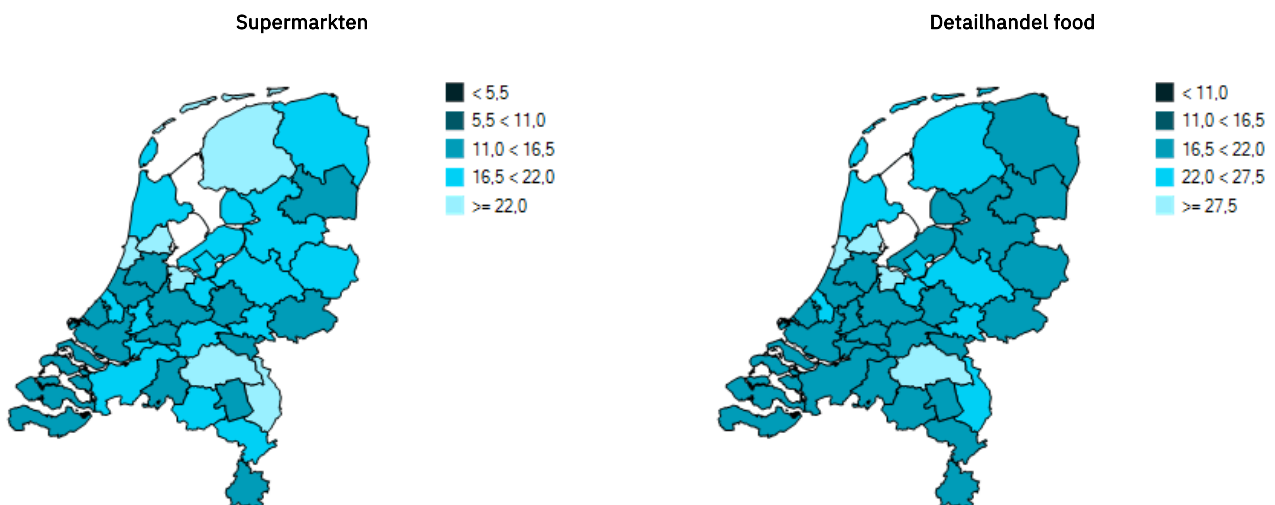 Supermarkten
< 5,5
5,5 < 11,0
11,0 < 16,5
16,5 < 22,0
>= 22,0
Detailhandel food
< 11,0
11,0 < 16,5
16,5 < 22,0
22,0 < 27,5
>= 27,5